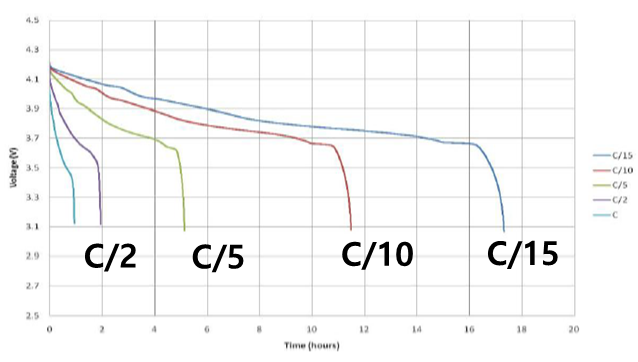 4.5
4.3
4.1
3.9
3.7
3.5
3.3
3.1
2.9
2.7
2.5
Voltage(V)
C/2
C/5
C/10
C/15
0 2 4 6 8 10 12 14 16 18 20
Time (hours)
C/15
C/10
C/5
C/2
C